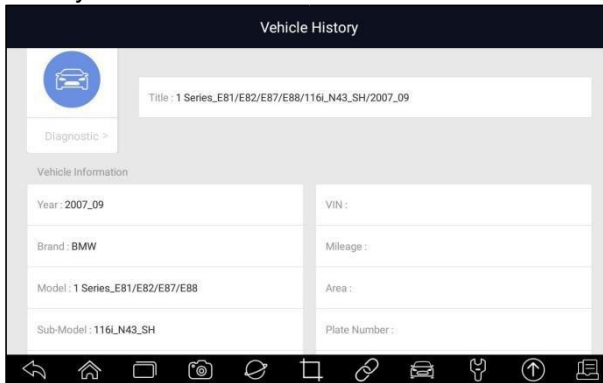 Vehicle History
Title : 1 Series_E81/E82/E87/E88/116i_N43_SH/2007_09
Diagnostic >
Vehicle Information
Year : 2007_09
VIN :
Brand : BMW
Mileage :
Model : 1 Series_E81/E82/E87/E88
Area :
Sub-Model : 116i_N43_SH
Plate Number :